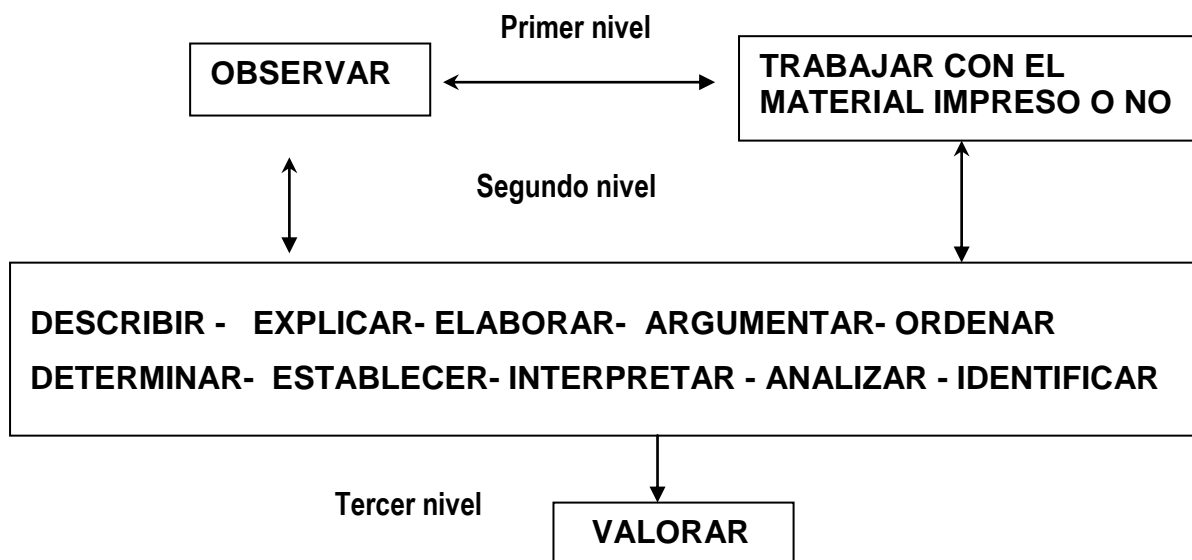 Primer nivel
OBSERVAR
TRABAJAR CON EL
MATERIAL IMPRESO O NO
Segundo nivel
DESCRIBIR - EXPLICAR- ELABORAR- ARGUMENTAR- ORDENAR
DETERMINAR- ESTABLECER- INTERPRETAR - ANALIZAR - IDENTIFICAR
Tercer nivel
VALORAR